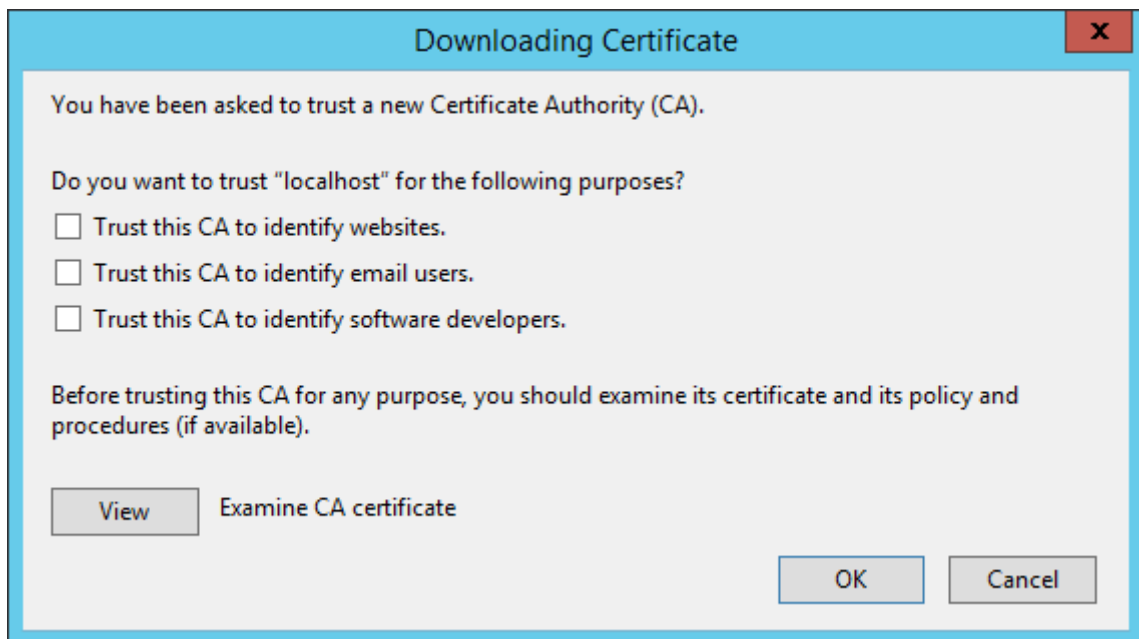 Downloading Certificate
x
You have been asked to trust a new Certificate Authority (CA).
Do you want to trust “localhost“ for the following purposes?
Trust this CA to identify websites.
Trust this CA to identify email users.
Trust this CA to identify software developers.
Before trusting this CA for any purpose, you should examine its certificate and its policy and
procedures (if available).
View Examine CA certificate
OK Cancel